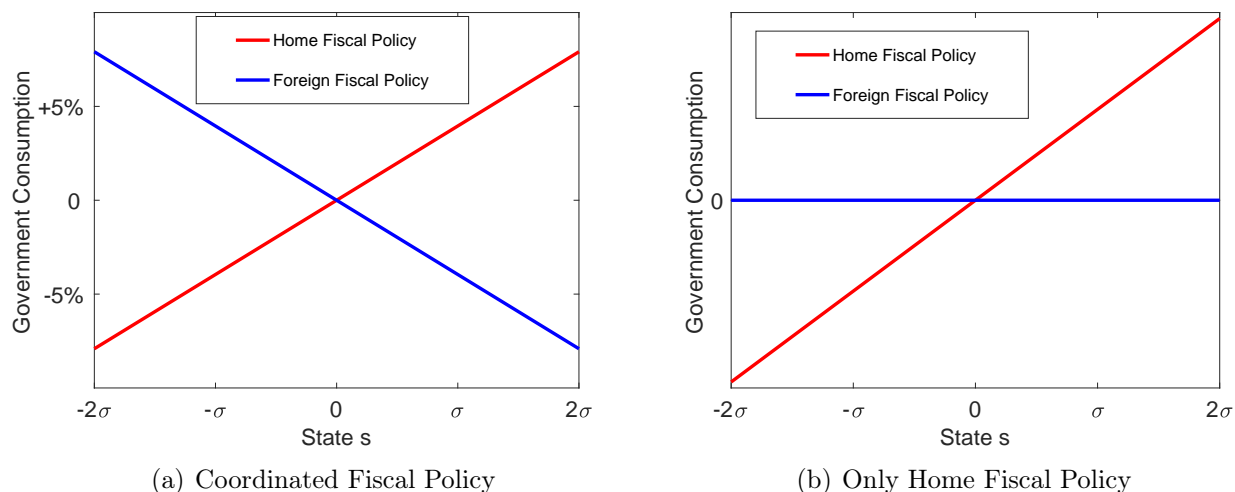 Home Fiscal Policy
Foreign Fiscal Policy
Government Consumption
+5%
0
-5%
-2σ
-σ
0
σ
2σ
State s
(a) Coordinated Fiscal Policy
Home Fiscal Policy
Foreign Fiscal Policy
Government Consumption
0
-2σ
-σ
0
σ
2σ
State s
(b) Only Home Fiscal Policy